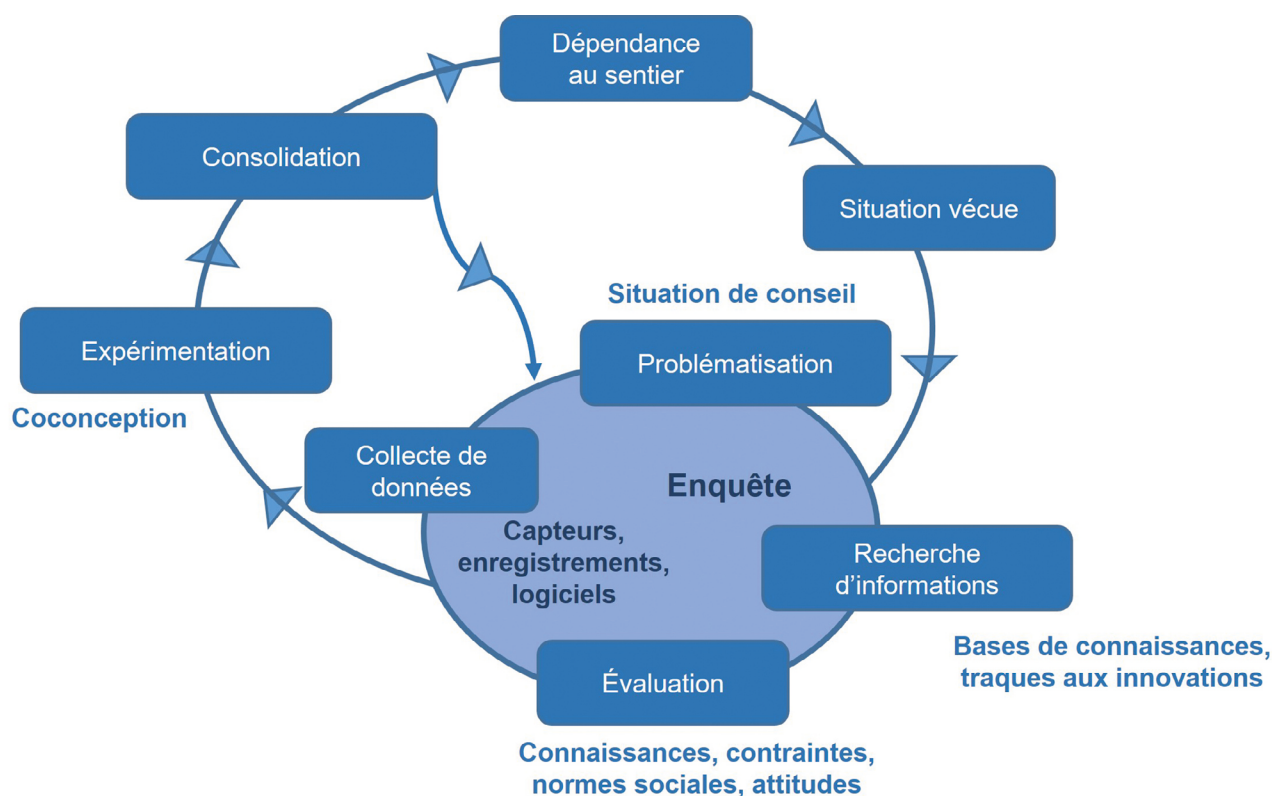 Dépendance
au sentier
Consolidation
Situation vécue
Situation de conseil
Problématisation
Expérimentation
Coconception
Collecte de
données
Enquête
Capteurs,
enregistrements,
logiciels
Recherche
d’informations
Bases de connaissances,
traques aux innovations
Évaluation
Connaissances, contraintes,
normes sociales, attitudes